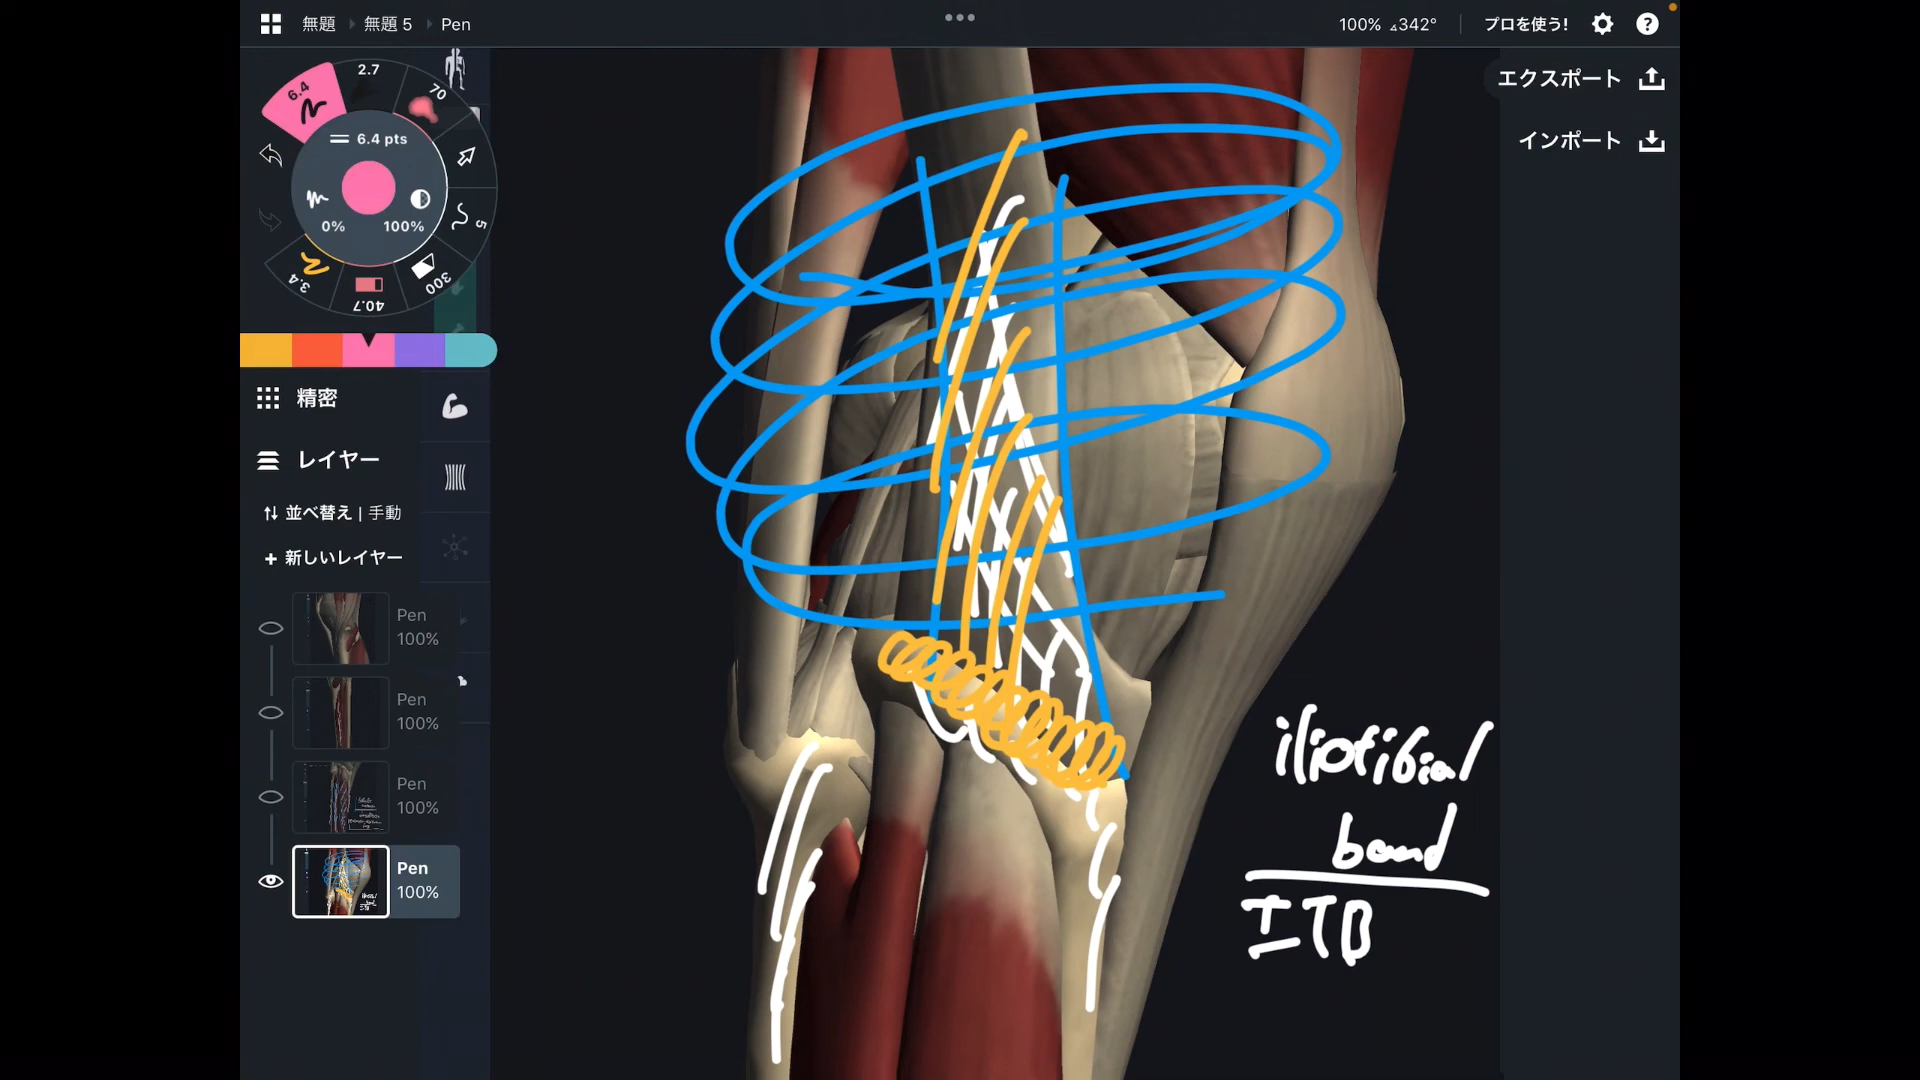 無題 無題 5 Pen
100% ⊿342° プロを使う!
エクスポート
インポート
2.7
6.4
70
6.4 pts
5
0% 100%
3.4
40.7
300
精密
レイヤー
並べ替え | 手動
+ 新しいレイヤー
Pen
100%
Pen
100%
Pen
100%
Pen
100%
iliotibial
band
ITB